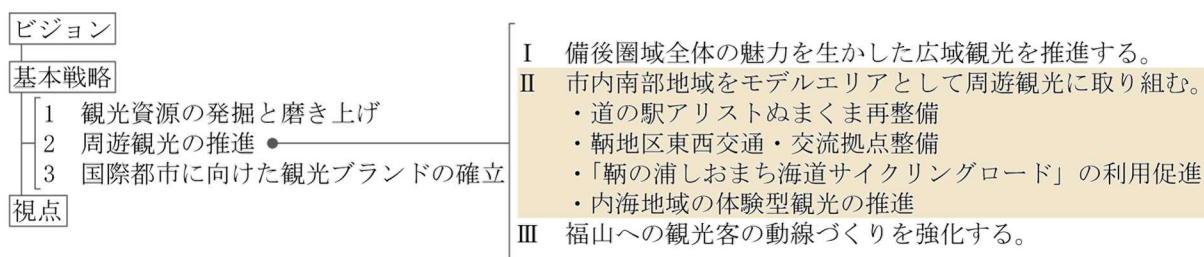 ビジョン
基本戦略
1 観光資源の発掘と磨き上げ
2 周遊観光の推進
3 国際都市に向けた観光ブランドの確立
視点
Ⅰ 備後圏域全体の魅力を生かした広域観光を推進する。
Ⅱ 市内南部地域をモデルエリアとして周遊観光に取り組む。
・道の駅アリストぬまくま再整備
・鞆地区東西交通・交流拠点整備
・「鞆の浦しおまち海道サイクリングロード」の利用促進
・内海地域の体験型観光の推進
Ⅲ 福山への観光客の動線づくりを強化する。